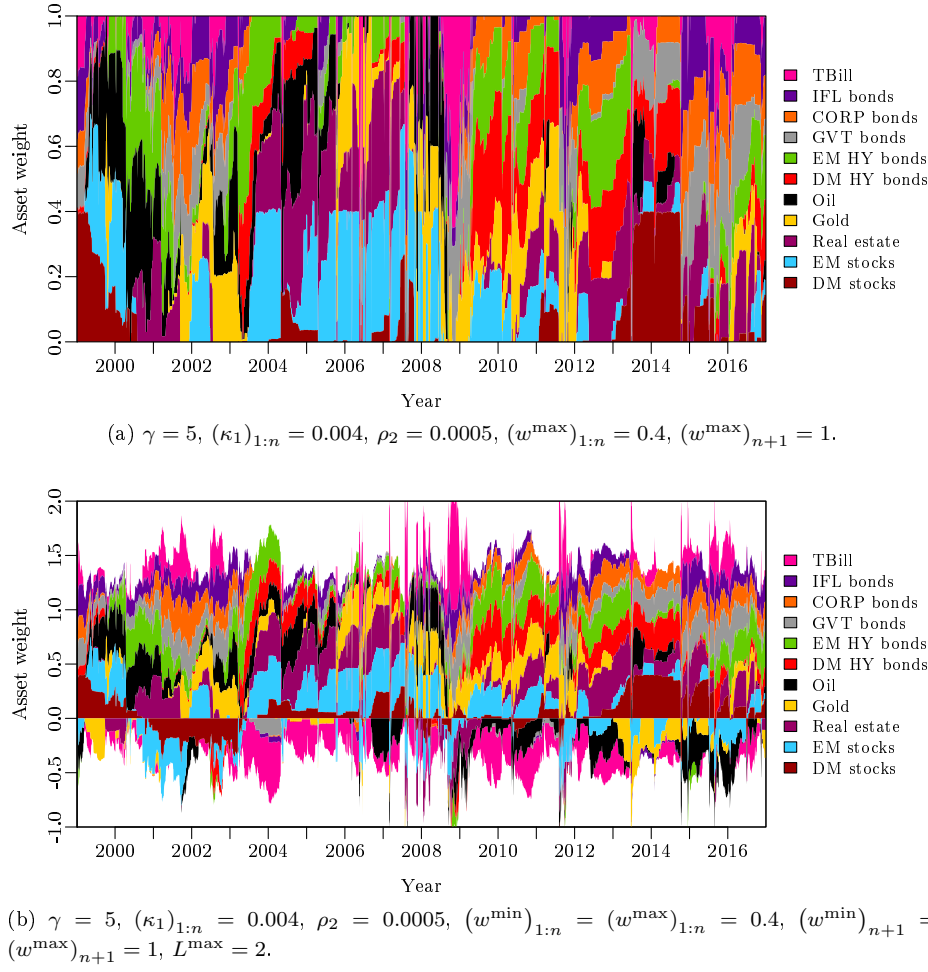 1.0
0.8
0.6
0.4
0.2
0.0
Asset weight
2000 2002 2004 2006 2008 2010 2012 2014 2016
Year
TBill
IFL bonds
CORP bonds
GVT bonds
EM HY bonds
DM HY bonds
Oil
Gold
Real estate
EM stocks
DM stocks
(a) γ = 5, (κ₁)₁:ₙ = 0.004, ρ₂ = 0.0005, (wᵐᵃˣ)₁:ₙ = 0.4, (wᵐᵃˣ)ₙ₊₁ = 1.
2.0
1.5
1.0
0.5
0.0
-0.5
-1.0
Asset weight
2000 2002 2004 2006 2008 2010 2012 2014 2016
Year
TBill
IFL bonds
CORP bonds
GVT bonds
EM HY bonds
DM HY bonds
Oil
Gold
Real estate
EM stocks
DM stocks
(b) γ = 5, (κ₁)₁:ₙ = 0.004, ρ₂ = 0.0005, (wᵐⁱⁿ)₁:ₙ = (wᵐᵃˣ)₁:ₙ = 0.4, (wᵐⁱⁿ)ₙ₊₁ =
(wᵐᵃˣ)ₙ₊₁ = 1, Lᵐᵃˣ = 2.